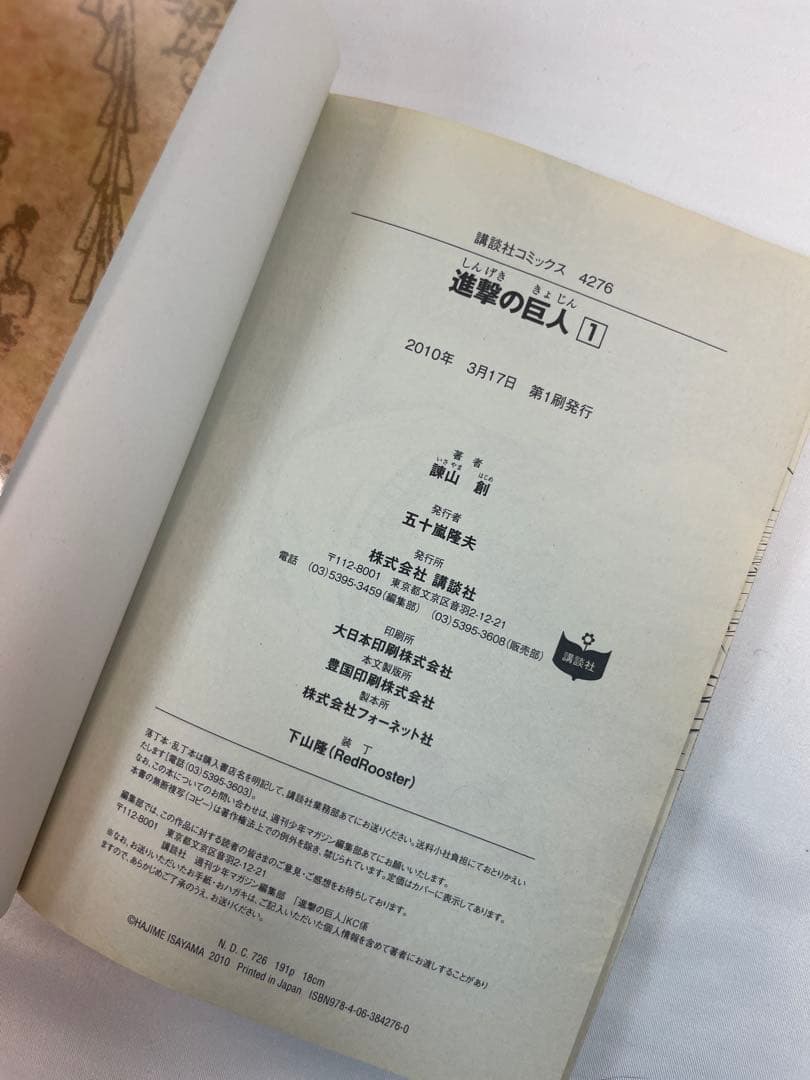 講談社コミックス 4276
しんげき きょじん
進撃の巨人 1
2010年 3月17日 第1刷発行
著者
いさやま はじめ
諫山 創
発行者
五十嵐隆夫
発行所
株式会社 講談社
〒112-8001 東京都文京区音羽2-12-21
電話 (03)5395-3459(編集部) (03)5395-3608(販売部)
講談社
印刷所
大日本印刷株式会社
本文製版所
豊国印刷株式会社
製本所
株式会社フォーネット社
装丁
下山隆(RedRooster)
落丁本・乱丁本は購入書店名を明記して、講談社業務部あてにお送りください。送料小社負担にておとりかえい
たします[電話(03)5395-3603]。
なお、この本についてのお問い合わせは、週刊少年マガジン編集部あてにお願いいたします。
本書の無断複写(コピー)は著作権法上での例外を除き、禁じられています。定価はカバーに表示してあります。
編集部では、この作品に対する読者の皆さまのご意見・ご感想をお待ちしております。
〒112-8001 東京都文京区音羽2-12-21
講談社 週刊少年マガジン編集部 「進撃の巨人」KC係
※なお、お送りいただいたお手紙・おハガキは、ご記入いただいた個人情報を含めて著者にお渡しすることがあり
ますので、あらかじめご了承のうえ、お送りください。
N.D.C.726 191p 18cm
©HAJIME ISAYAMA 2010 Printed in Japan ISBN978-4-06-384276-0